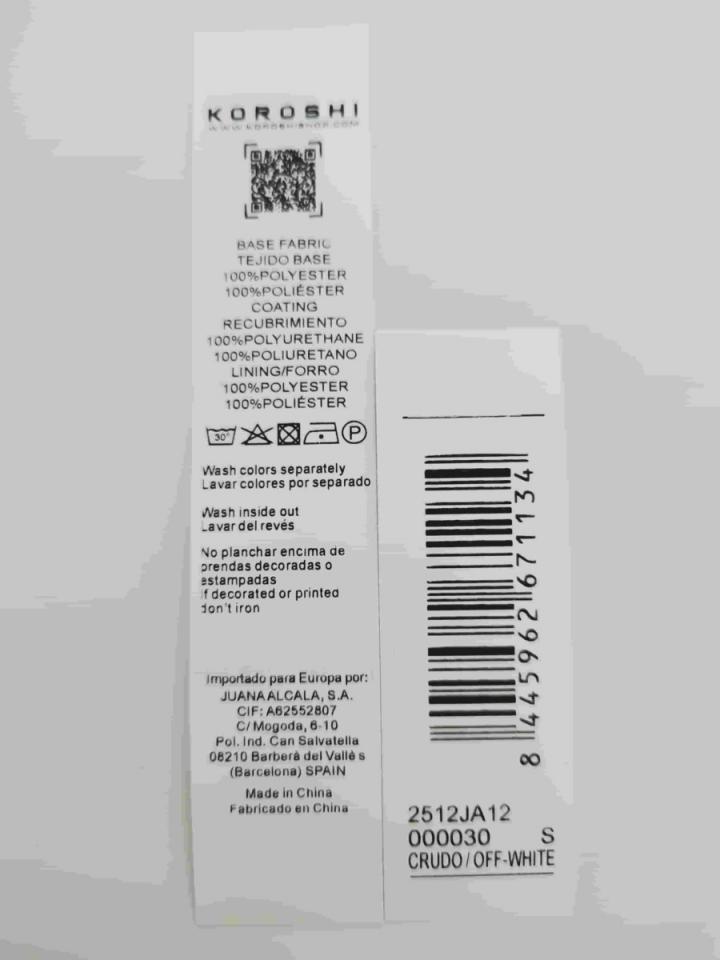 KOROSHI
WWW.KOROSHISHOP.COM
BASE FABRIC
TEJIDO BASE
100%POLYESTER
100%POLIÉSTER
COATING
RECUBRIMIENTO
100%POLYURETHANE
100%POLIURETANO
LINING/FORRO
100%POLYESTER
100%POLIÉSTER
30°
P
Wash colors separately
Lavar colores por separado
Wash inside out
Lavar del revés
No planchar encima de
prendas decoradas o
estampadas
If decorated or printed
don't iron
Importado para Europa por:
JUANA ALCALA, S.A.
CIF: A62552807
C/ Mogoda, 6-10
Pol. Ind. Can Salvatella
08210 Barberà del Vallès
(Barcelona) SPAIN
Made in China
Fabricado en China
8 445962 671134
2512JA12
000030 S
CRUDO / OFF-WHITE